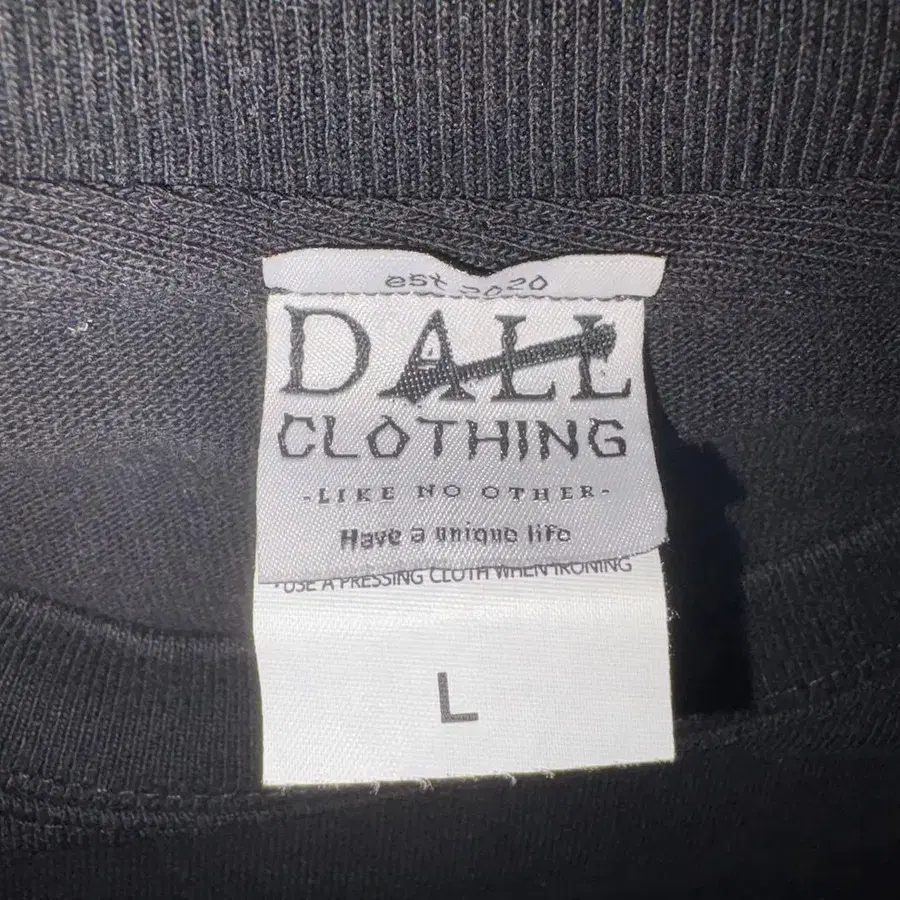 est 2020
DALL
CLOTHING
-LIKE NO OTHER-
Have a unique life
• USE A PRESSING CLOTH WHEN IRONING
L